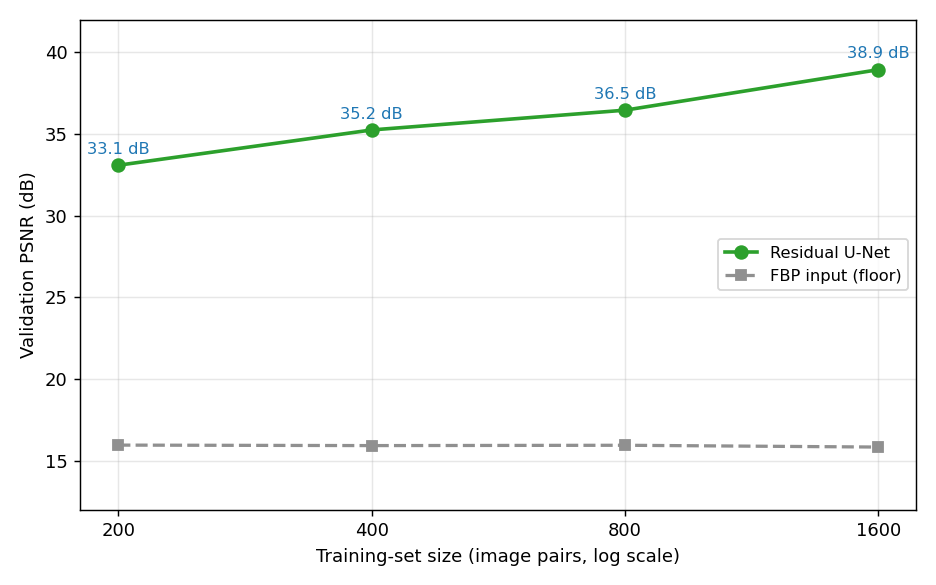 40
35
30
25
20
15
Validation PSNR (dB)
33.1 dB
35.2 dB
36.5 dB
38.9 dB
Residual U-Net
FBP input (floor)
200
400
800
1600
Training-set size (image pairs, log scale)